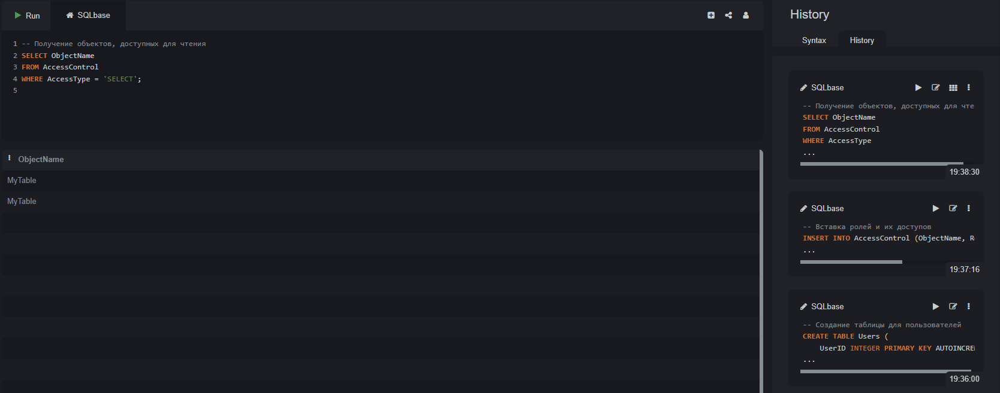 Run
SQLbase
1 -- Получение объектов, доступных для чтения
2 SELECT ObjectName
3 FROM AccessControl
4 WHERE AccessType = 'SELECT';
5
ObjectName
MyTable
MyTable
History
Syntax
History
SQLbase
-- Получение объектов, доступных для чте
SELECT ObjectName
FROM AccessControl
WHERE AccessType
...
19:38:30
SQLbase
-- Вставка ролей и их доступов
INSERT INTO AccessControl (ObjectName, R
...
19:37:16
SQLbase
-- Создание таблицы для пользователей
CREATE TABLE Users (
UserID INTEGER PRIMARY KEY AUTOINCRE
...
19:36:00